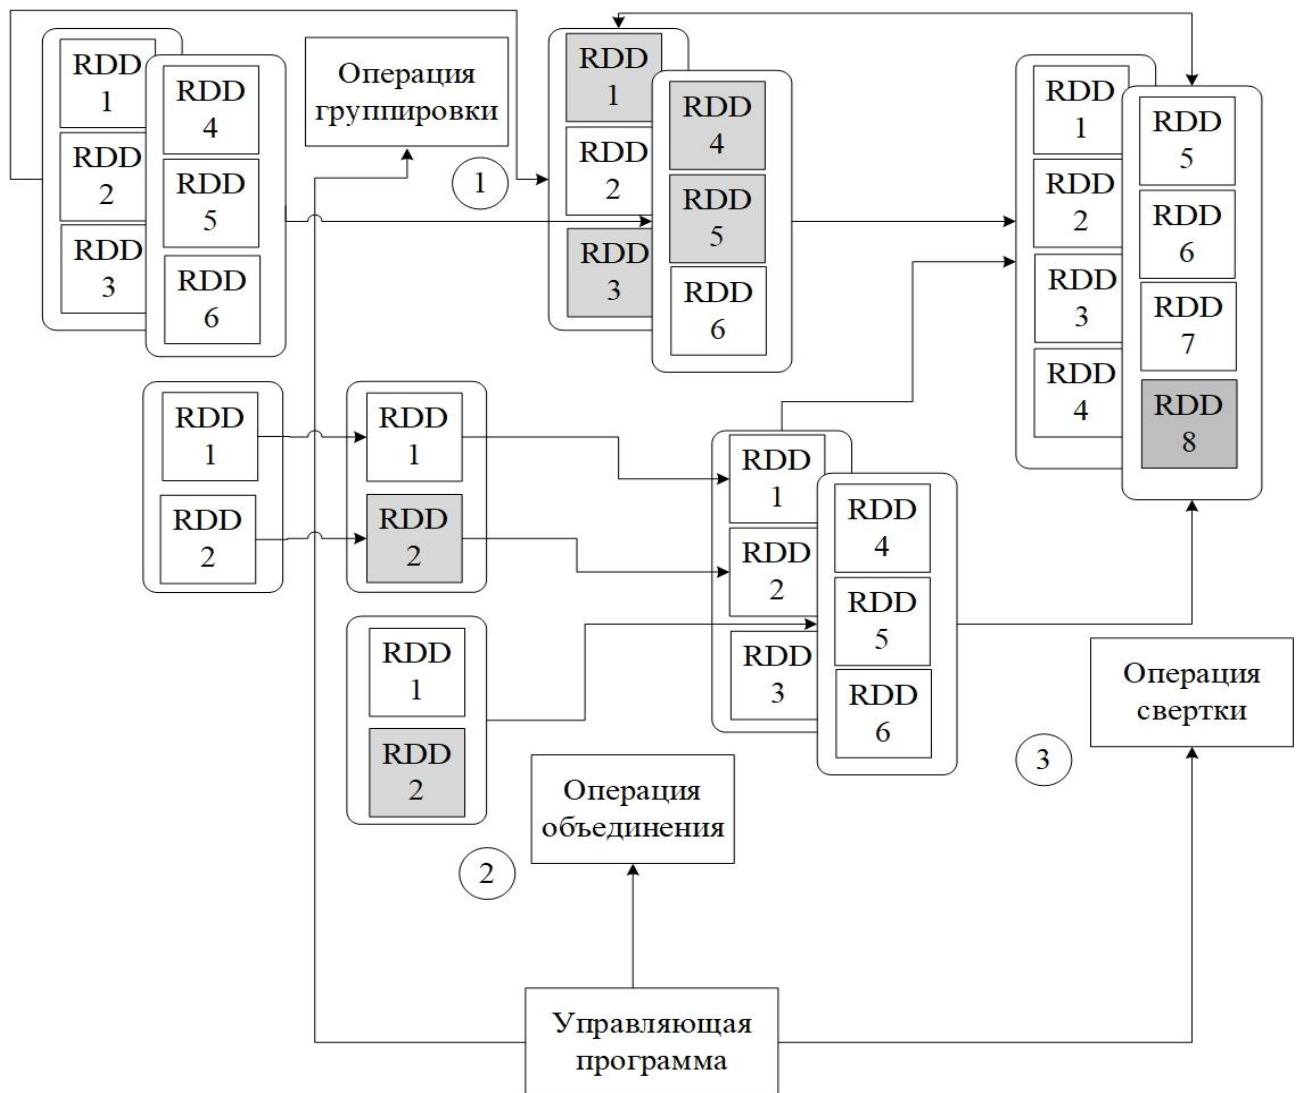 RDD
1
RDD
2
RDD
3
RDD
4
RDD
5
RDD
6
Операция
группировки
1
RDD
1
RDD
2
RDD
3
RDD
4
RDD
5
RDD
6
RDD
1
RDD
2
RDD
3
RDD
4
RDD
5
RDD
6
RDD
7
RDD
8
RDD
1
RDD
2
RDD
1
RDD
2
RDD
1
RDD
2
RDD
1
RDD
2
RDD
3
RDD
4
RDD
5
RDD
6
Операция
свертки
3
Операция
объединения
2
Управляющая
программа